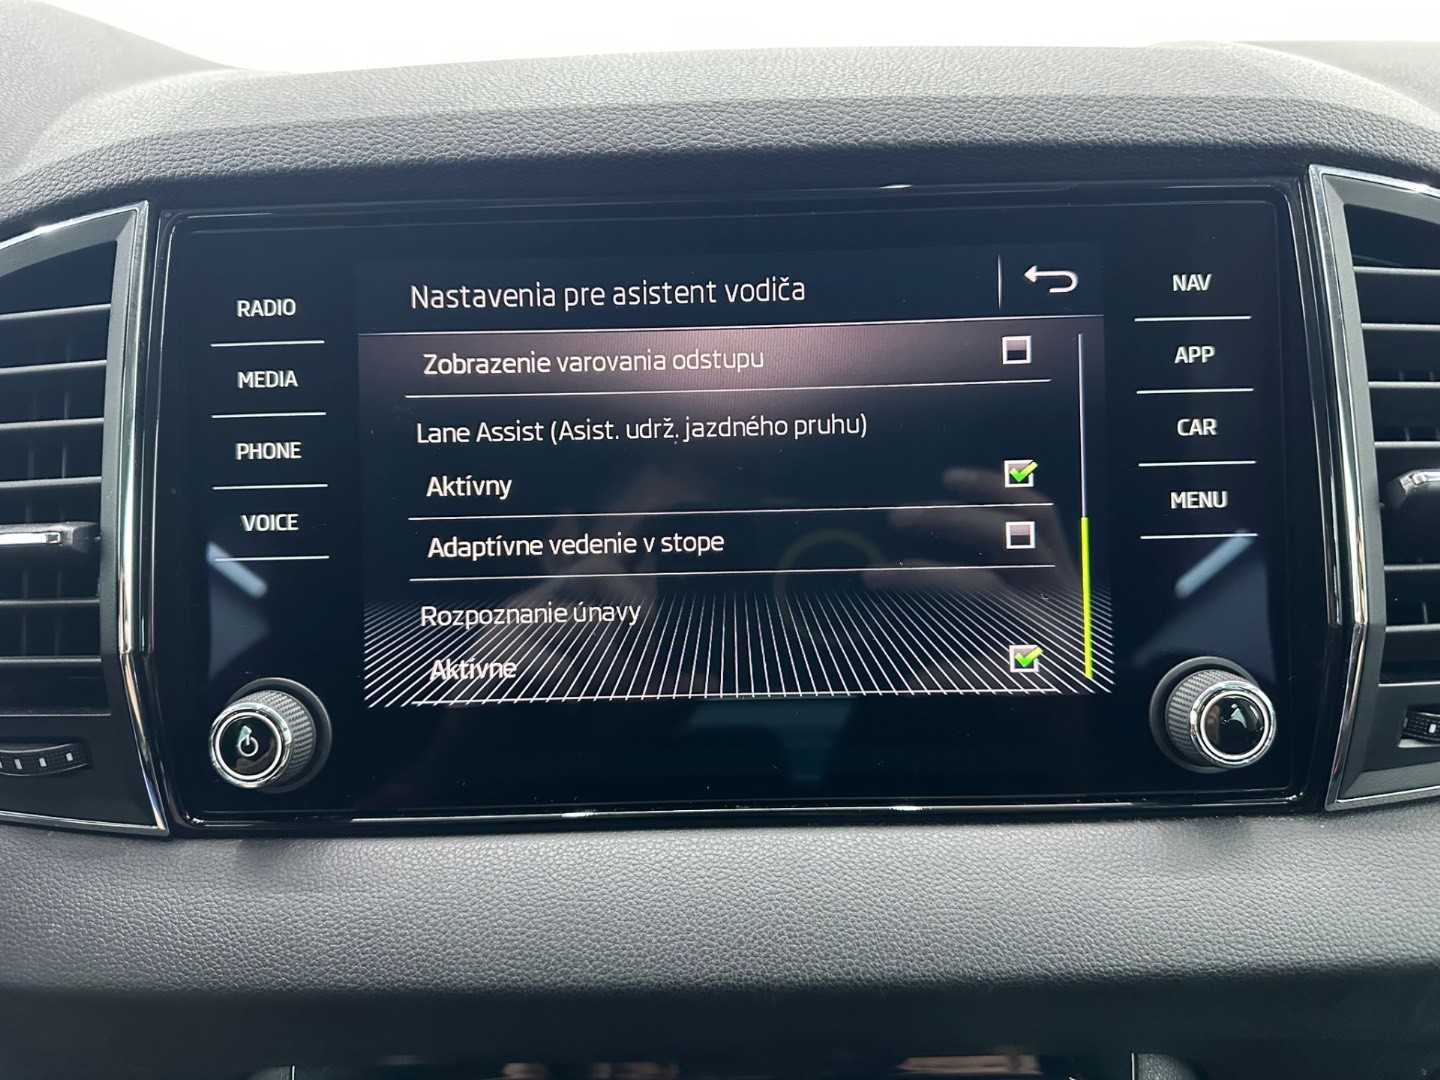 Nastavenia pre asistent vodiča
RADIO
MEDIA
PHONE
VOICE
Zobrazenie varovania odstupu
Lane Assist (Asist. udrž. jazdného pruhu)
Aktívny
Adaptívne vedenie v stope
Rozpoznanie únavy
Aktívne
NAV
APP
CAR
MENU